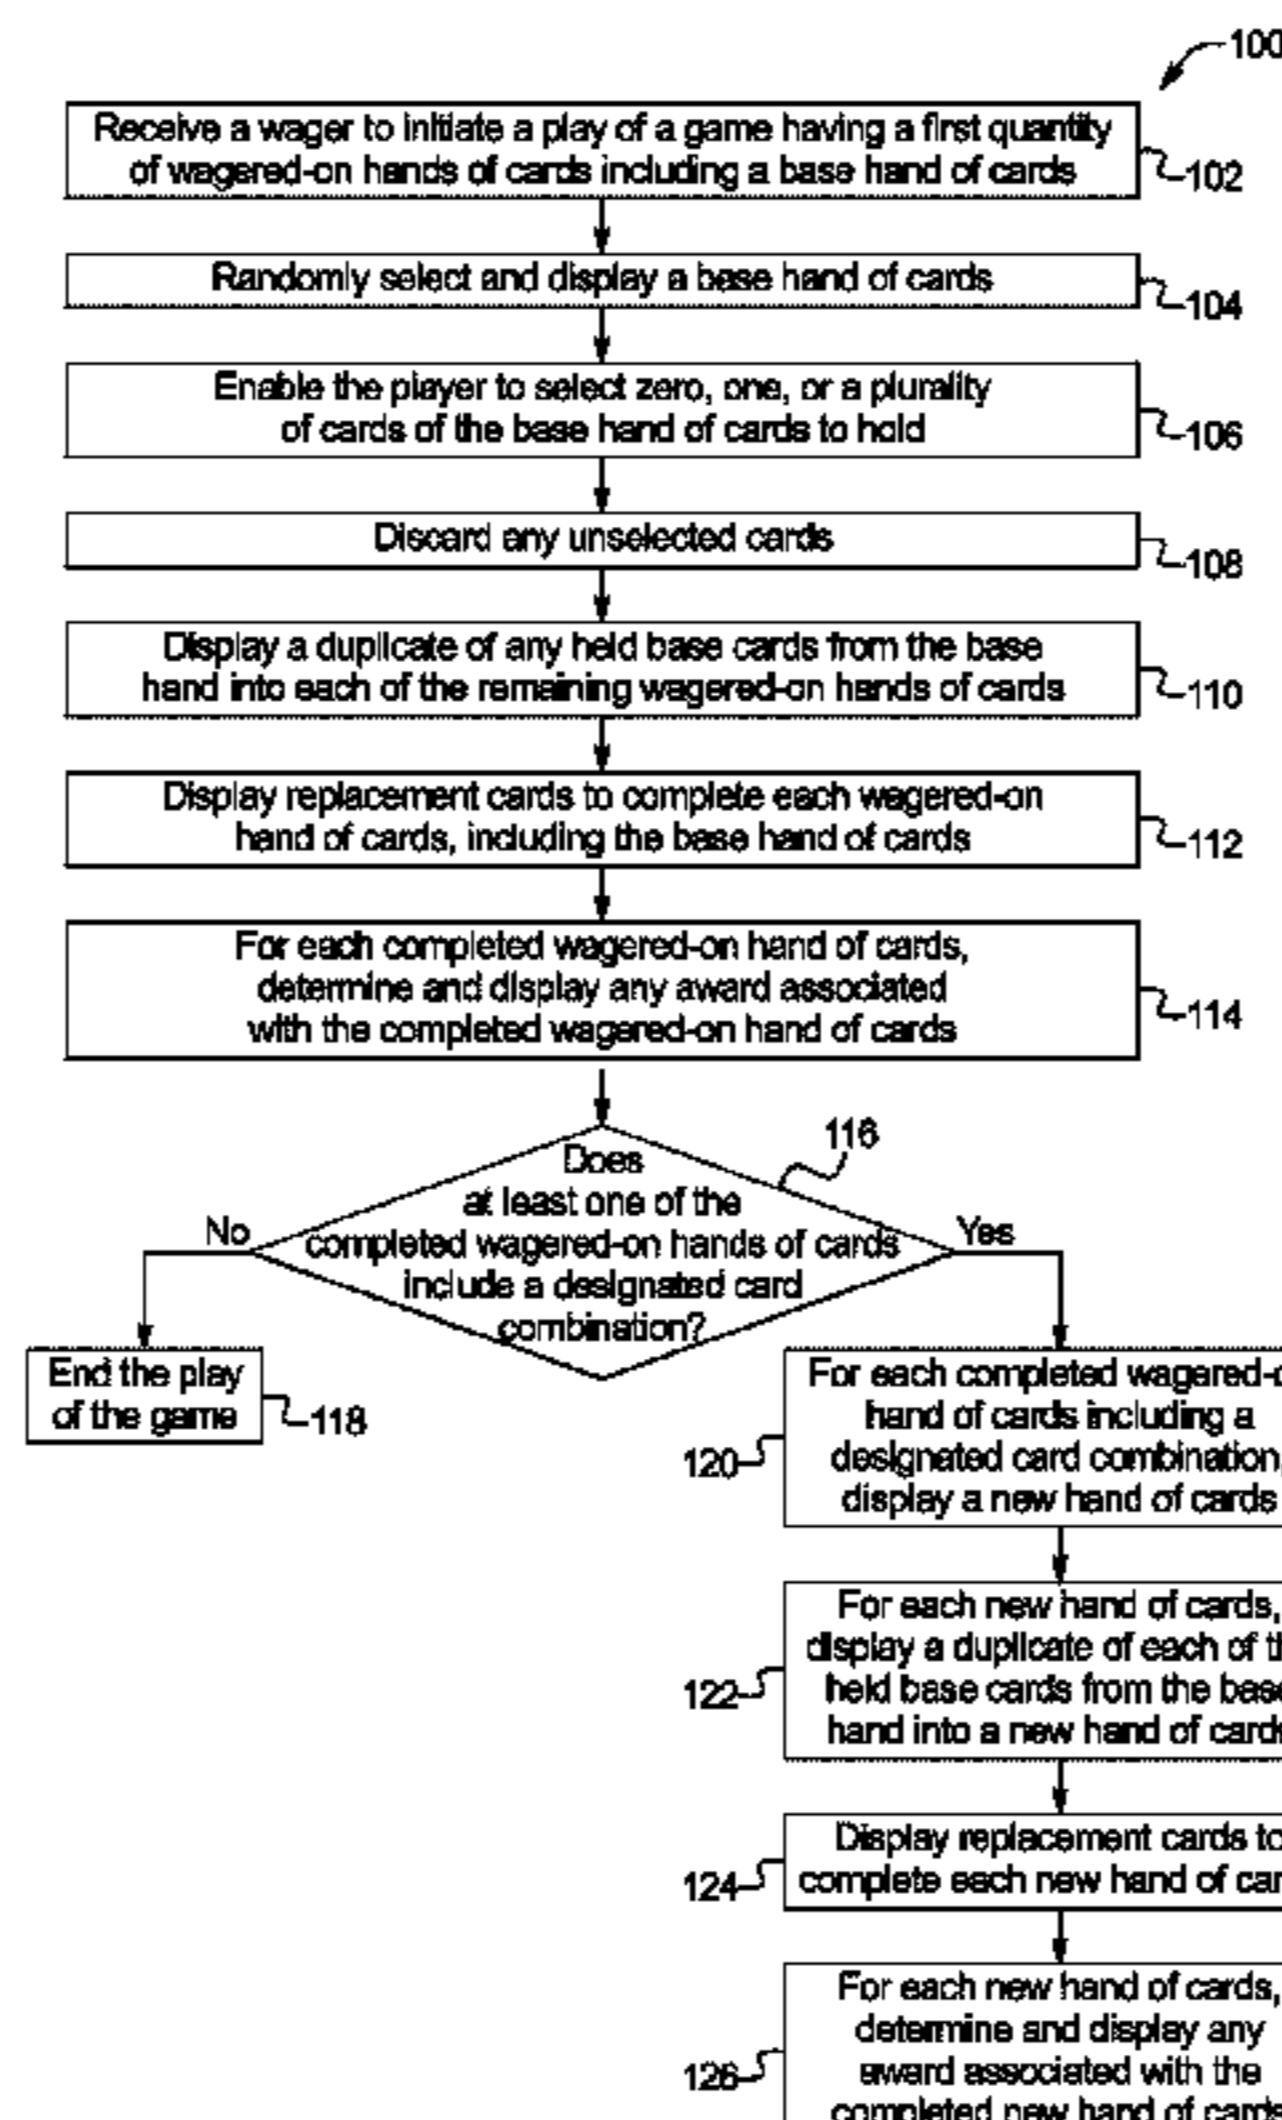 100
Receive a wager to initiate a play of a game having a first quantity
of wagered-on hands of cards including a base hand of cards
102
Randomly select and display a base hand of cards
104
Enable the player to select zero, one, or a plurality
of cards of the base hand of cards to hold
106
Discard any unselected cards
108
Display a duplicate of any held base cards from the base
hand into each of the remaining wagered-on hands of cards
110
Display replacement cards to complete each wagered-on
hand of cards, including the base hand of cards
112
For each completed wagered-on hand of cards,
determine and display any award associated
with the completed wagered-on hand of cards
114
116
Does
at least one of the
completed wagered-on hands of cards
include a designated card
combination?
No
Yes
End the play
of the game
118
For each completed
hand of cards including a
designated card combination,
display a new hand of cards
120
For each new hand of cards,
display a duplicate of each of
held base cards from the base
hand into a new hand of cards
122
Display replacement cards to
complete each new hand of
124
For each new hand of cards,
determine and display any
award associated with the
completed new hand of cards
126